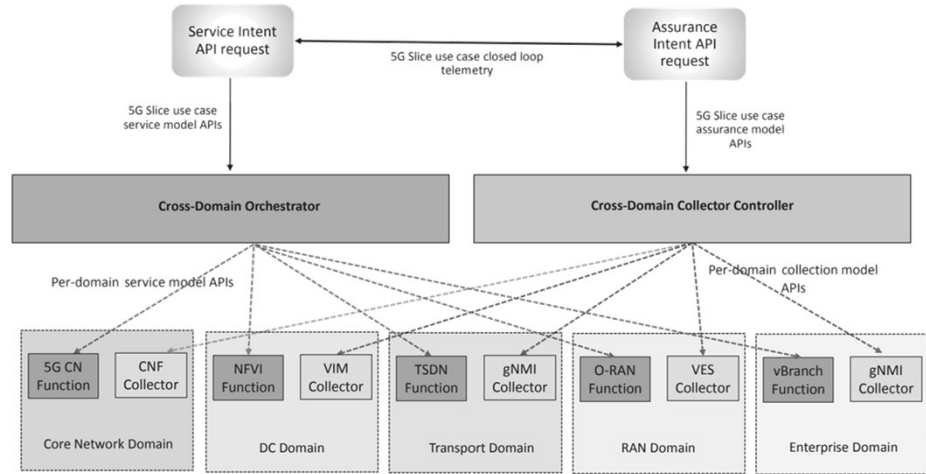 Service Intent
API request
Assurance
Intent API
request
5G Slice use case closed loop
telemetry
5G Slice use case
service model APIs
5G Slice use case
assurance model
APIs
Cross-Domain Orchestrator
Cross-Domain Collector Controller
Per-domain service model APIs
Per-domain collection model
APIs
5G CN
Function
CNF
Collector
Core Network Domain
NFVI
Function
VIM
Collector
DC Domain
TSDN
Function
gNMI
Collector
Transport Domain
O-RAN
Function
VES
Collector
RAN Domain
vBranch
Function
gNMI
Collector
Enterprise Domain